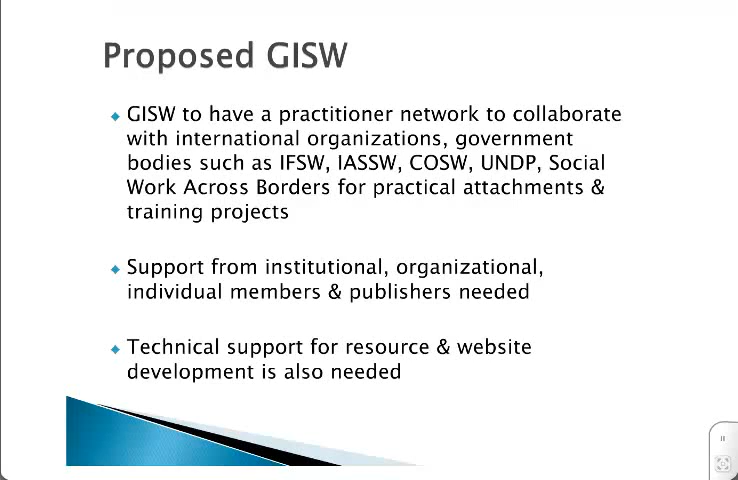 Proposed GISW
GISW to have a practitioner network to collaborate
with international organizations, government
bodies such as IFSW, IASSW, COSW, UNDP, Social
Work Across Borders for practical attachments &
training projects
Support from institutional, organizational,
individual members & publishers needed
Technical support for resource & website
development is also needed